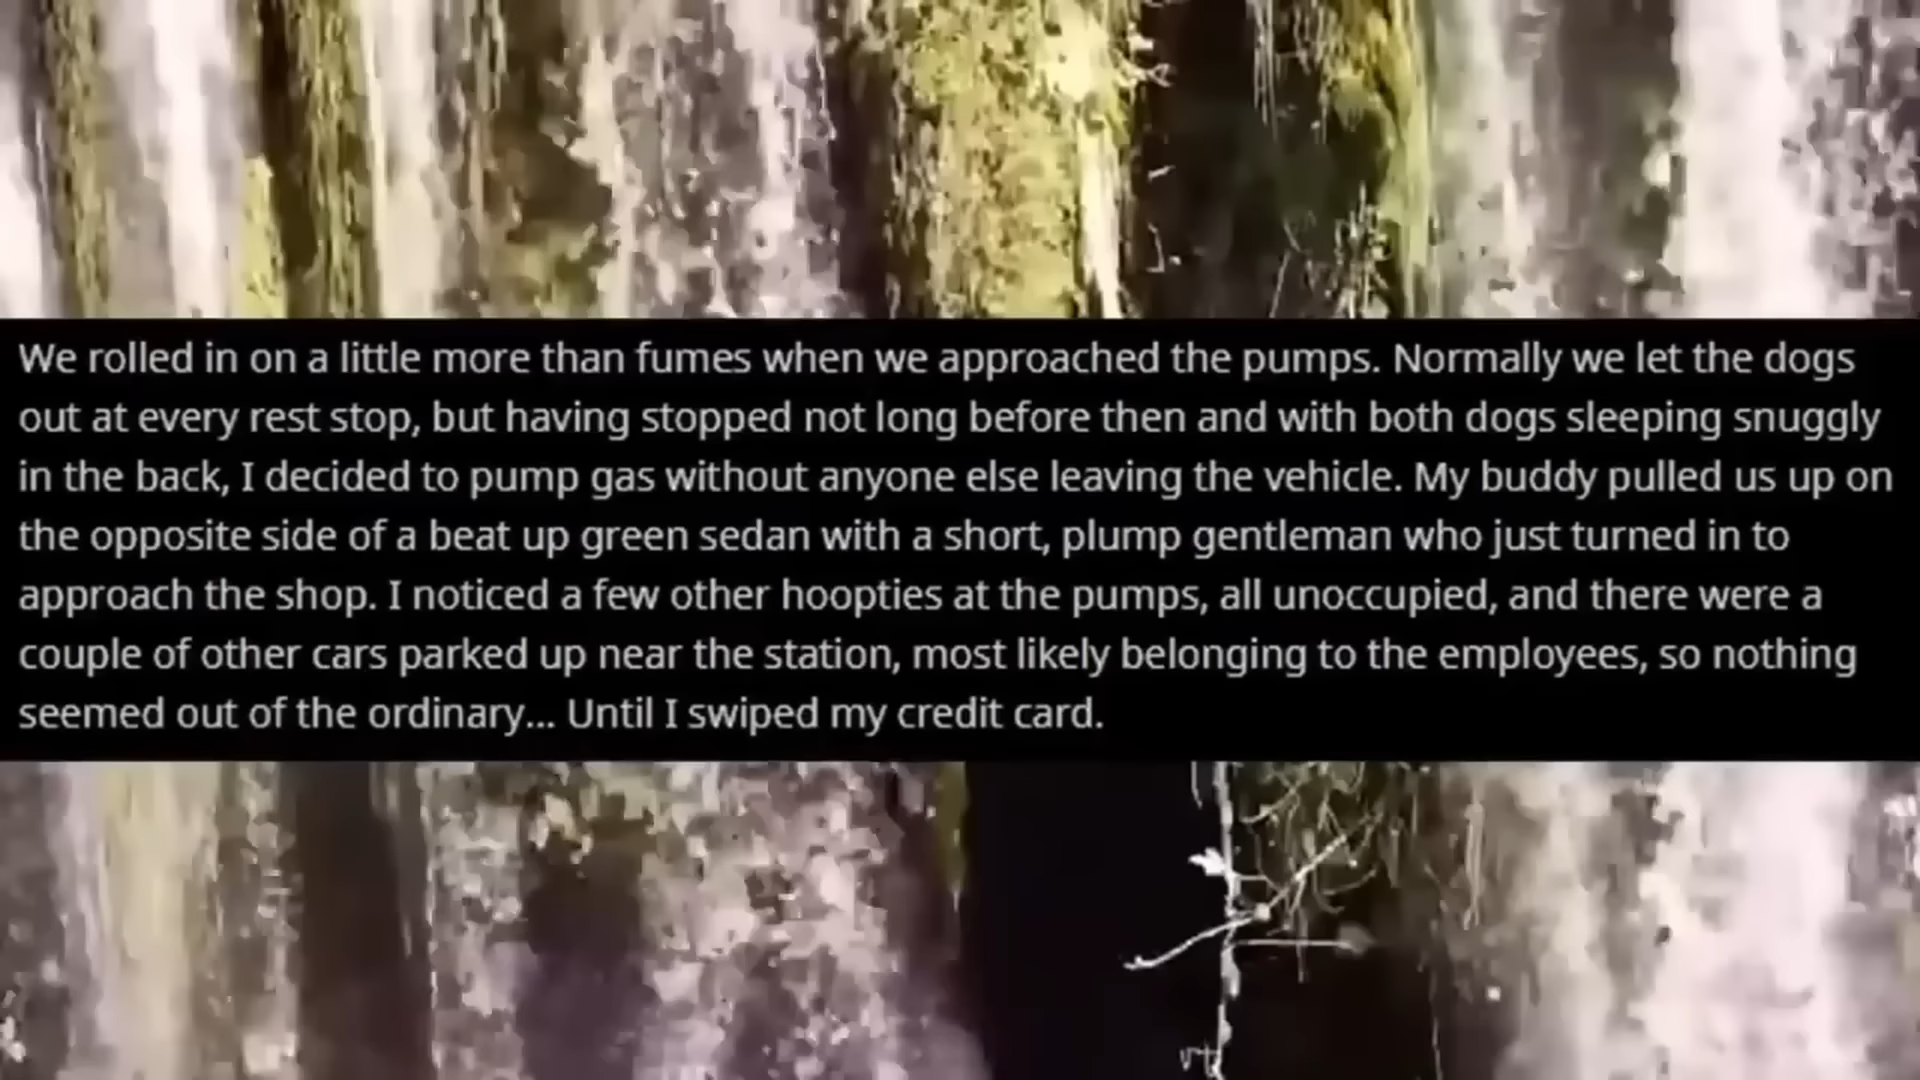 We rolled in on a little more than fumes when we approached the pumps. Normally we let the dogs
out at every rest stop, but having stopped not long before then and with both dogs sleeping snuggly
in the back, I decided to pump gas without anyone else leaving the vehicle. My buddy pulled us up on
the opposite side of a beat up green sedan with a short, plump gentleman who just turned in to
approach the shop. I noticed a few other hoopties at the pumps, all unoccupied, and there were a
couple of other cars parked up near the station, most likely belonging to the employees, so nothing
seemed out of the ordinary... Until I swiped my credit card.